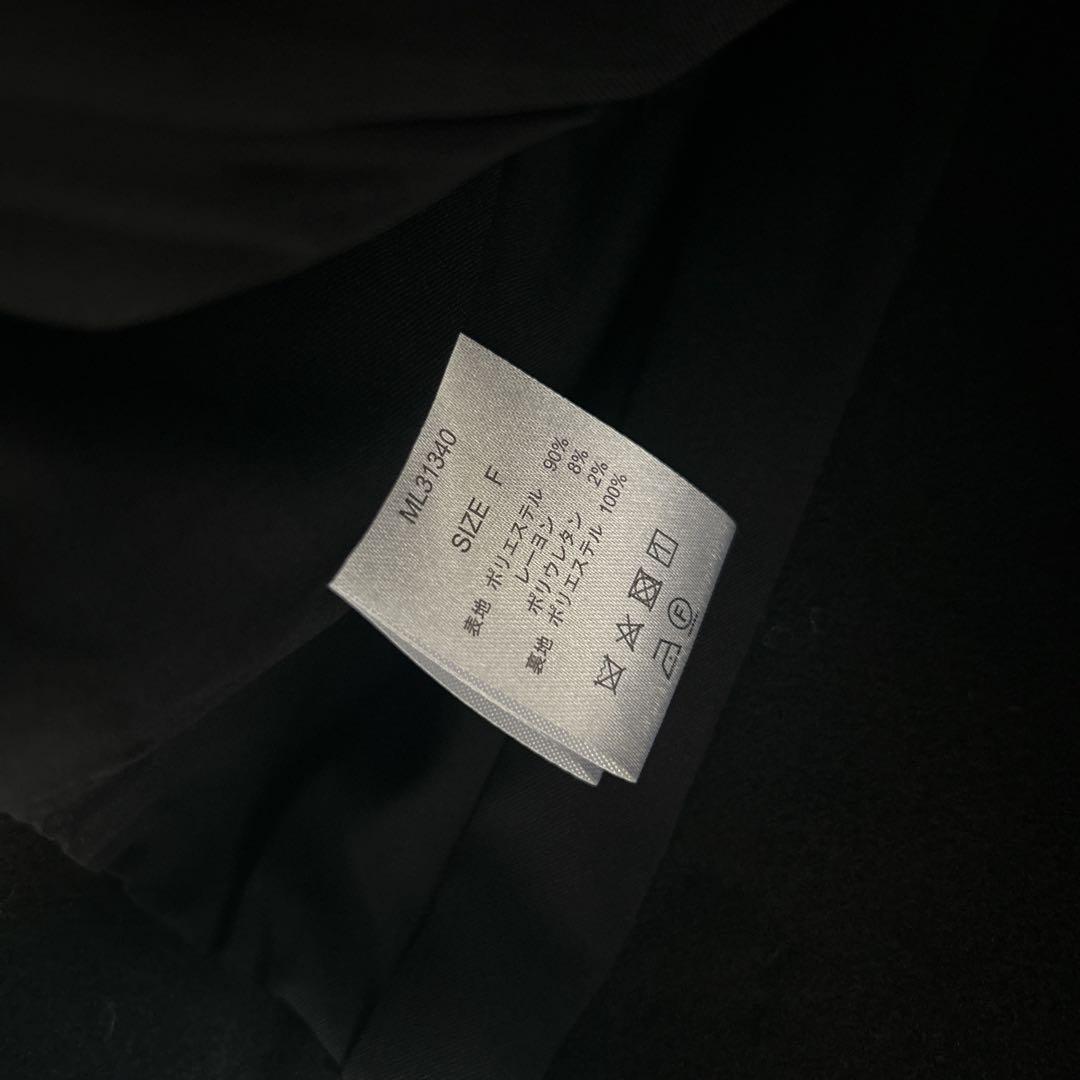 ML31340
SIZE F
表地 ポリエステル 90%
レーヨン 8%
ポリウレタン 2%
裏地 ポリエステル 100%
F